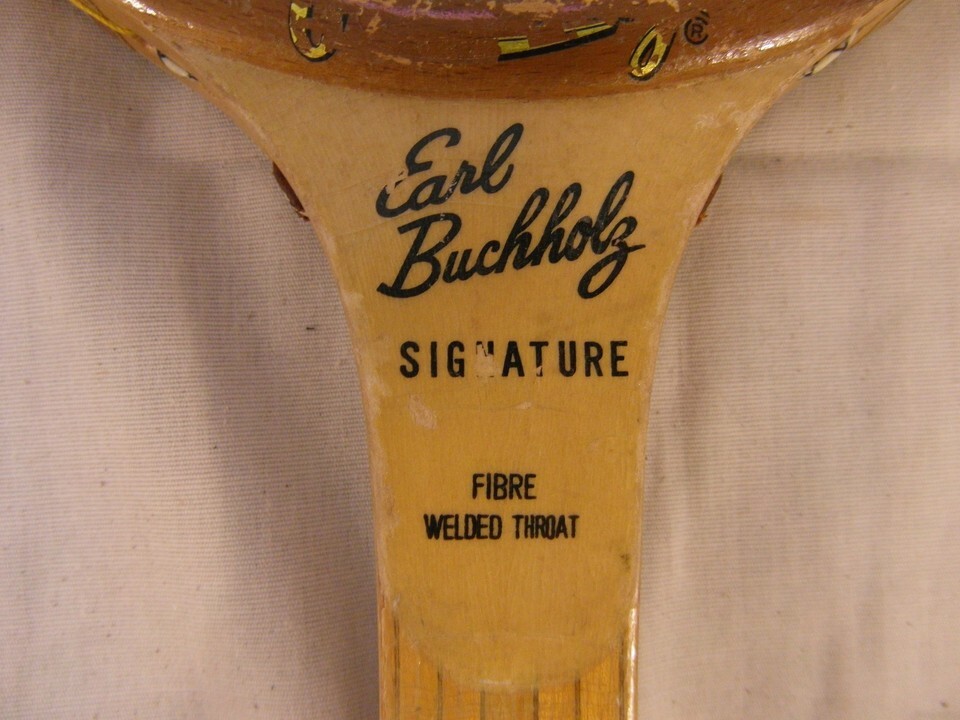 ®
Earl
Buchholz
SIGNATURE
FIBRE
WELDED THROAT